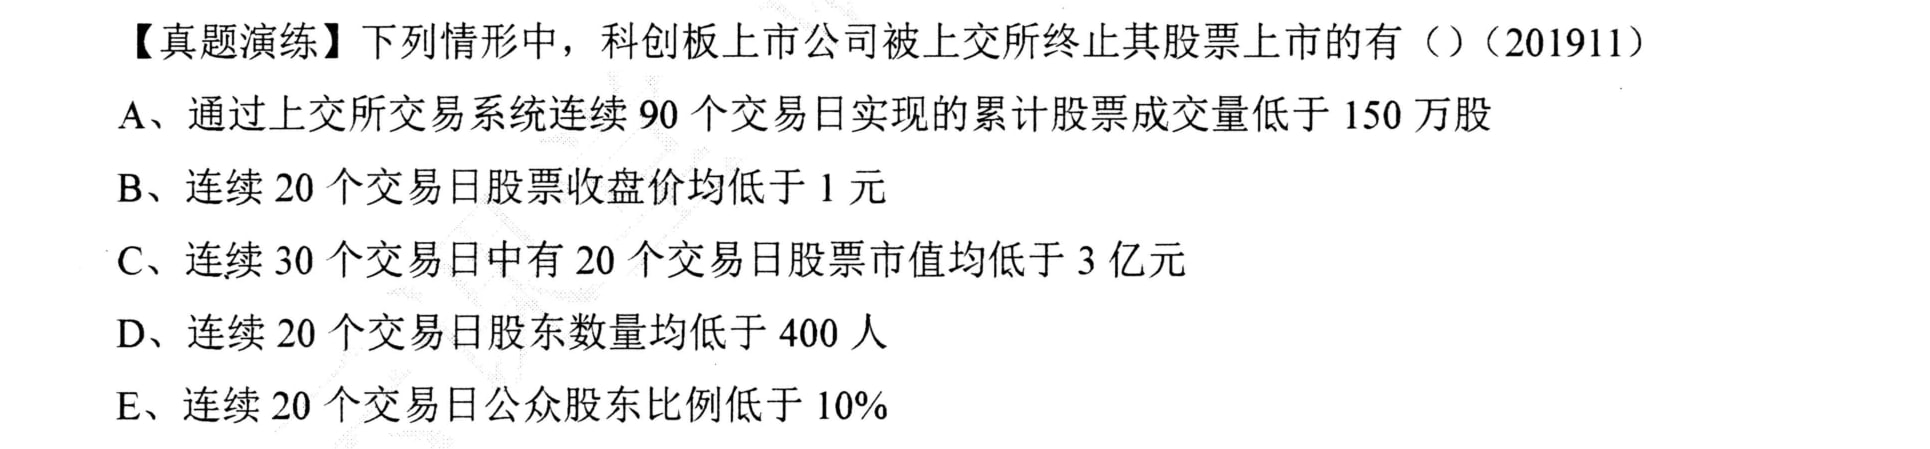 【真题演练】下列情形中，科创板上市公司被上交所终止其股票上市的有（）（201911）
A、通过上交所交易系统连续 90 个交易日实现的累计股票成交量低于 150 万股
B、连续 20 个交易日股票收盘价均低于 1 元
C、连续 30 个交易日中有 20 个交易日股票市值均低于 3 亿元
D、连续 20 个交易日股东数量均低于 400 人
E、连续 20 个交易日公众股东比例低于 10%